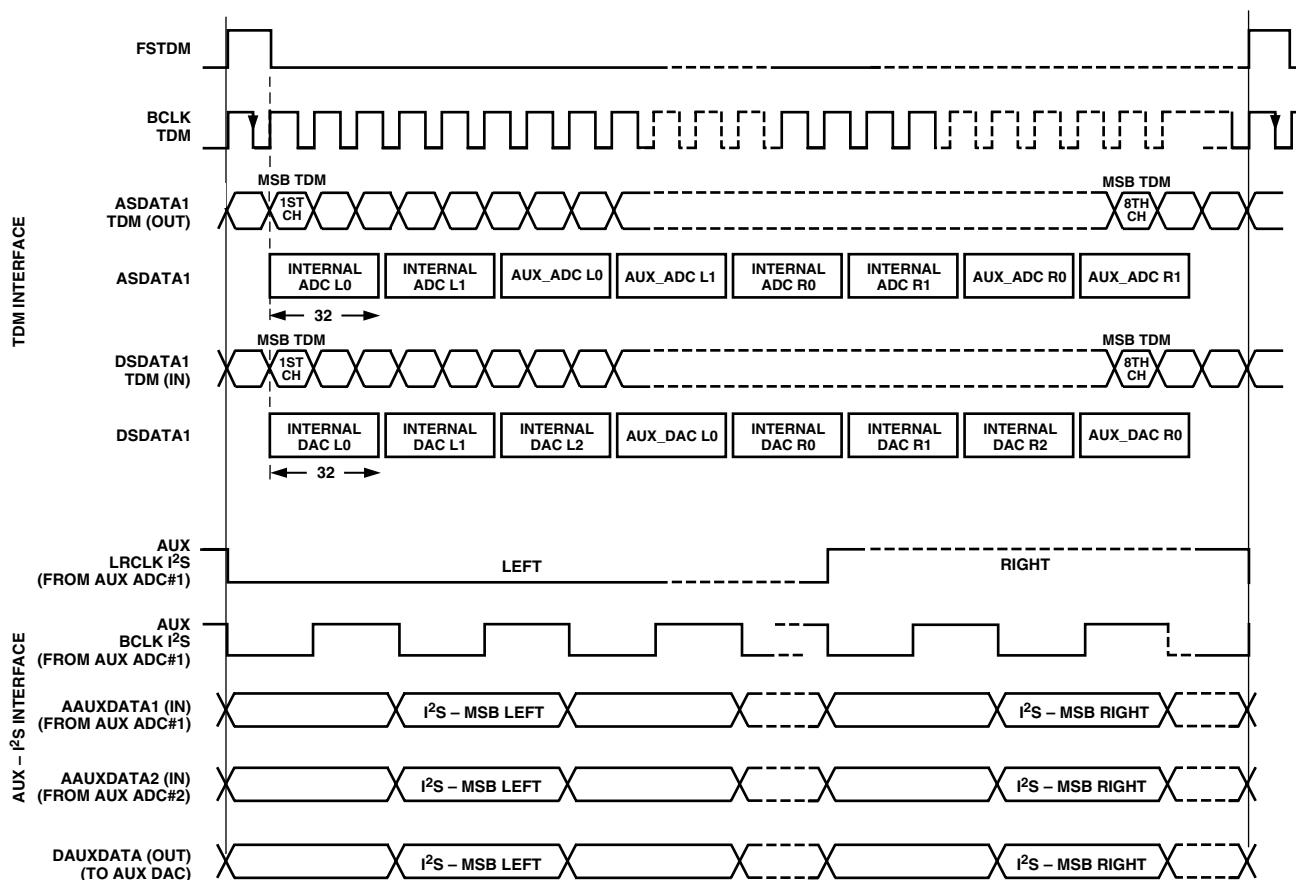 FSTDM
BCLK
TDM
TDM INTERFACE
MSB TDM
MSB TDM
ASDATA1
TDM (OUT)
1ST
CH
8TH
CH
ASDATA1
INTERNAL
ADC L0
INTERNAL
ADC L1
AUX_ADC L0
AUX_ADC L1
INTERNAL
ADC R0
INTERNAL
ADC R1
AUX_ADC R0
AUX_ADC R1
32
MSB TDM
MSB TDM
DSDATA1
TDM (IN)
1ST
CH
8TH
CH
DSDATA1
INTERNAL
DAC L0
INTERNAL
DAC L1
INTERNAL
DAC L2
AUX_DAC L0
INTERNAL
DAC R0
INTERNAL
DAC R1
INTERNAL
DAC R2
AUX_DAC R0
32
AUX – I²S INTERFACE
AUX
LRCLK I²S
(FROM AUX ADC#1)
LEFT
RIGHT
AUX
BCLK I²S
(FROM AUX ADC#1)
AAUXDATA1 (IN)
(FROM AUX ADC#1)
I²S – MSB LEFT
I²S – MSB RIGHT
AAUXDATA2 (IN)
(FROM AUX ADC#2)
I²S – MSB LEFT
I²S – MSB RIGHT
DAUXDATA (OUT)
(TO AUX DAC)
I²S – MSB LEFT
I²S – MSB RIGHT